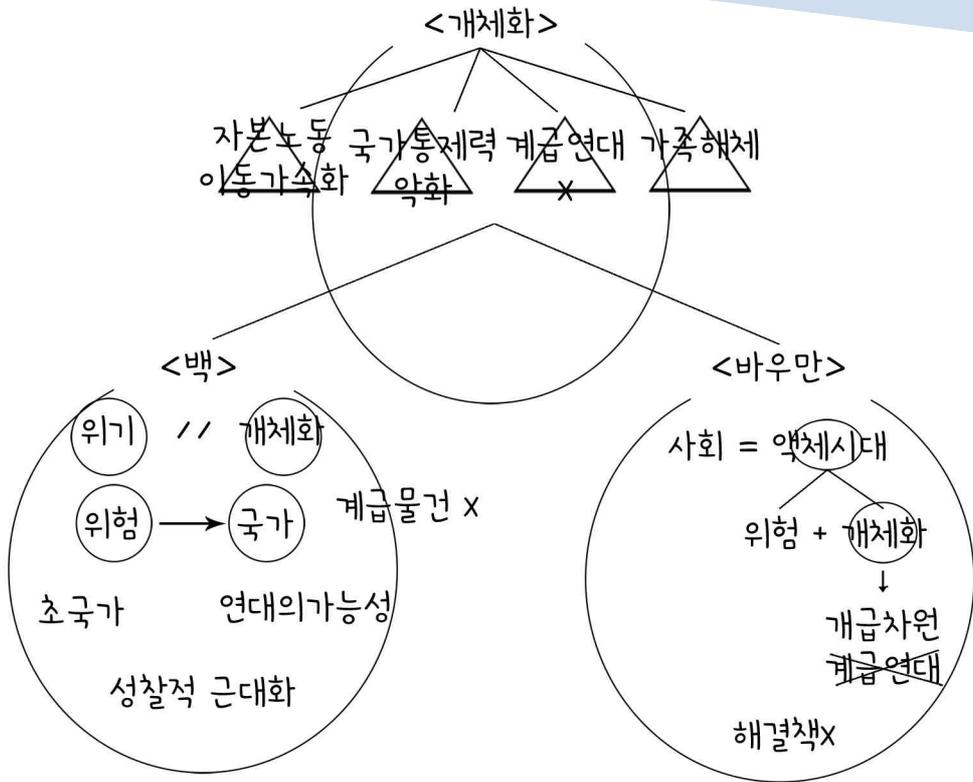 <개체화>
자본노동 국가통제력 계급연대 가족해체
이동가속화 악화 x
<백> <바우만>
위기 // 개체화
사회 = 액체시대
위험 → 국가 계급물건 x
위험 + 개체화
↓
초국가 연대의가능성
개급차원
계급연대
성찰적 근대화
해결책x